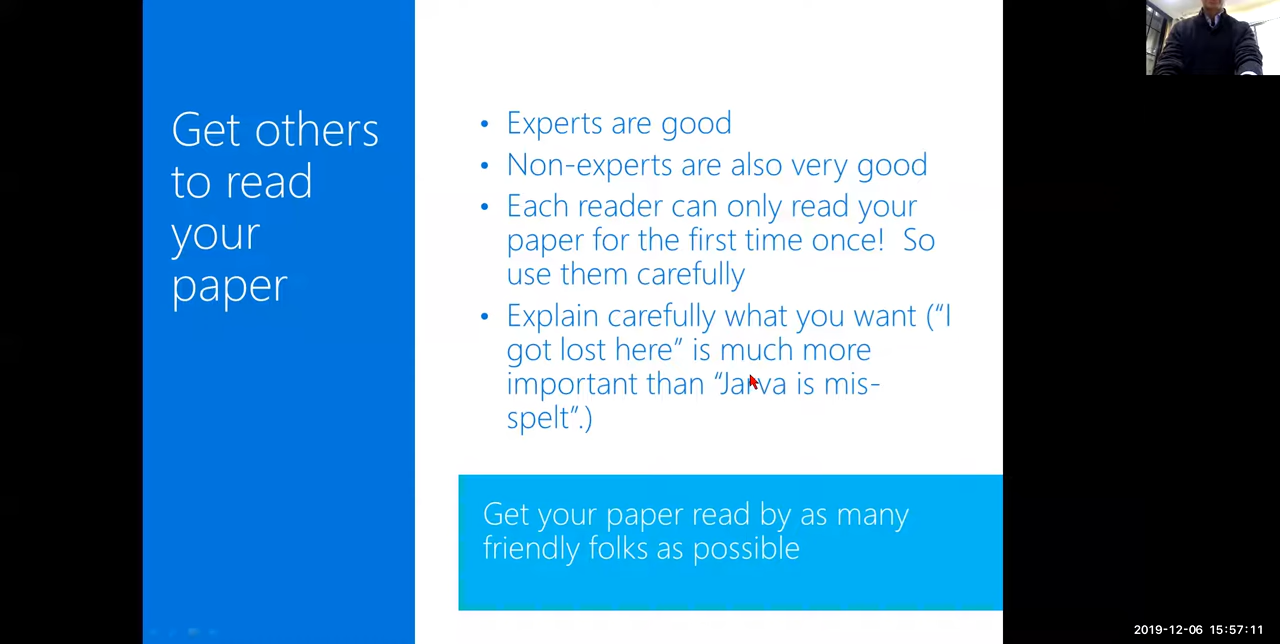 Get others
to read
your
paper
• Experts are good
• Non-experts are also very good
• Each reader can only read your
paper for the first time once!  So
use them carefully
• Explain carefully what you want (“I
got lost here” is much more
important than “Jarva is mis-
spelt”.)
Get your paper read by as many
friendly folks as possible
2019-12-06 15:57:11